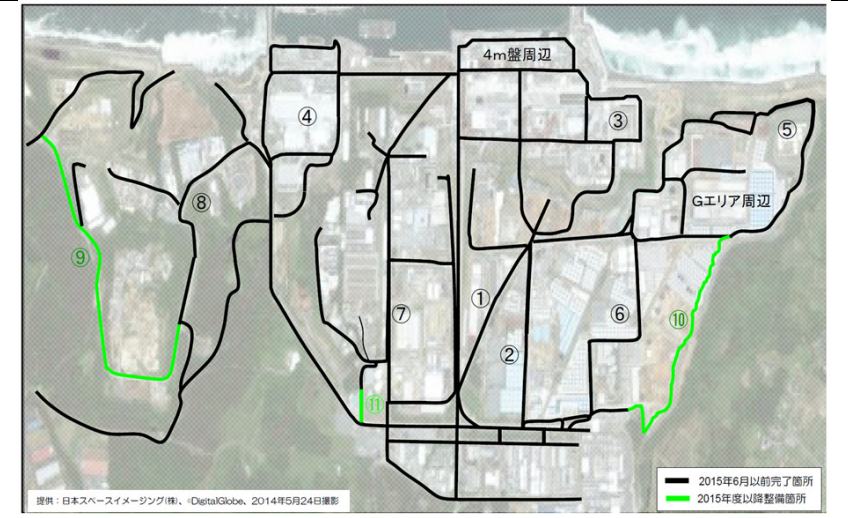 4m盤周辺
④
③
⑤
Gエリア周辺
⑧
⑨
①
⑦
⑥
⑩
②
⑪
2015年6月以前完了箇所
2015年度以降整備箇所
提供：日本スペースイメージング(株)、©DigitalGlobe、2014年5月24日撮影